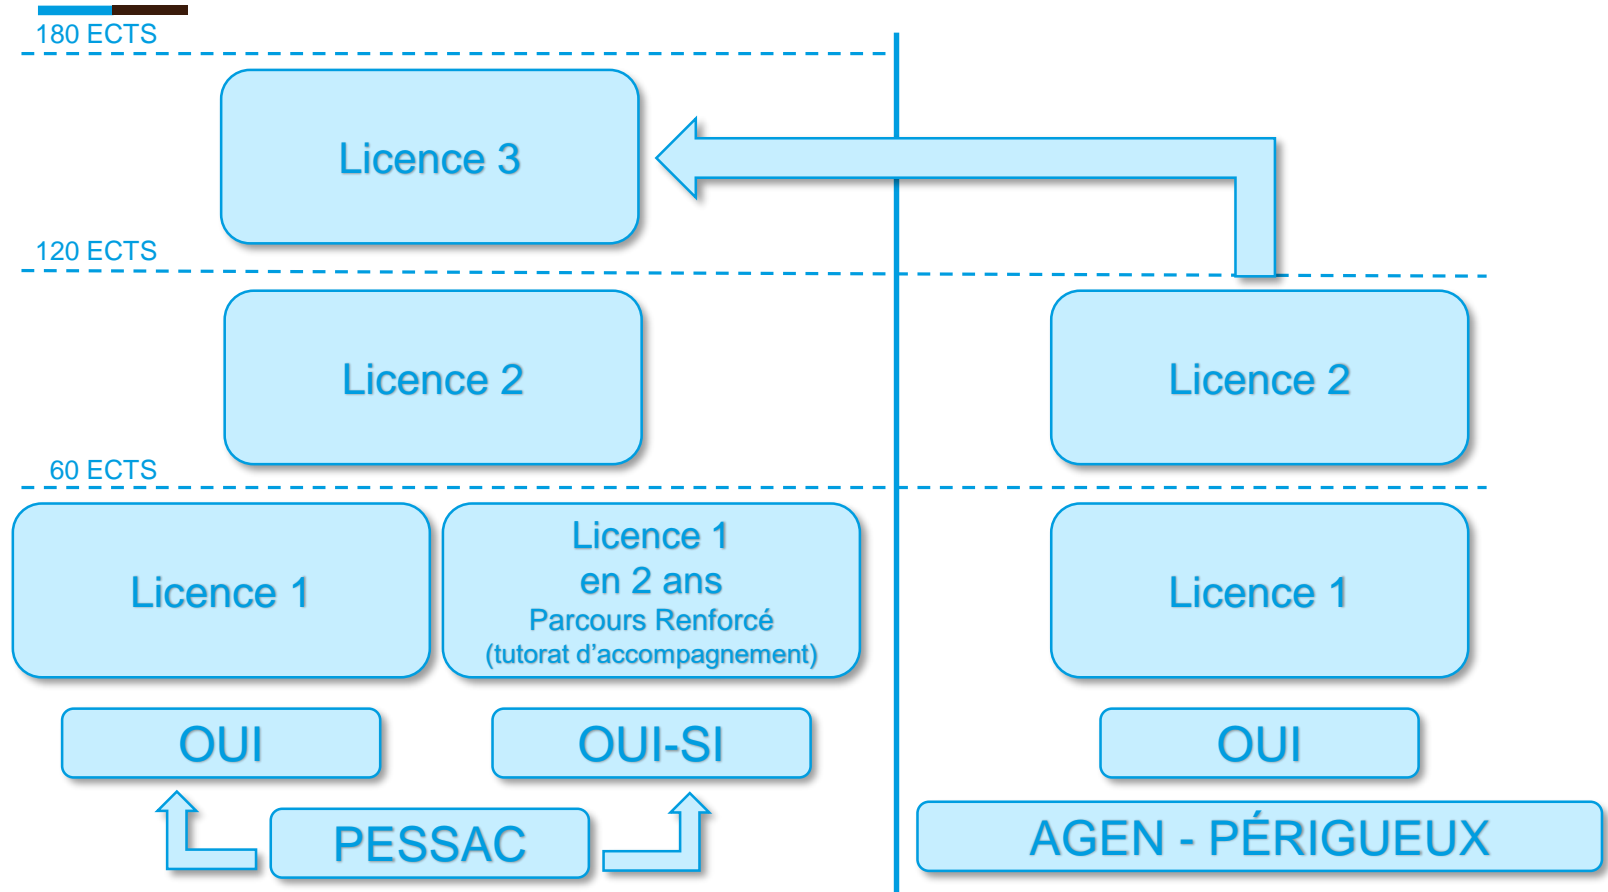 180 ECTS
Licence 3
120 ECTS
Licence 2
Licence 2
60 ECTS
Licence 1
Licence 1
en 2 ans
Parcours Renforcé
(tutorat d'accompagnement)
Licence 1
OUI
OUI-SI
OUI
PESSAC
AGEN - PÉRIGUEUX